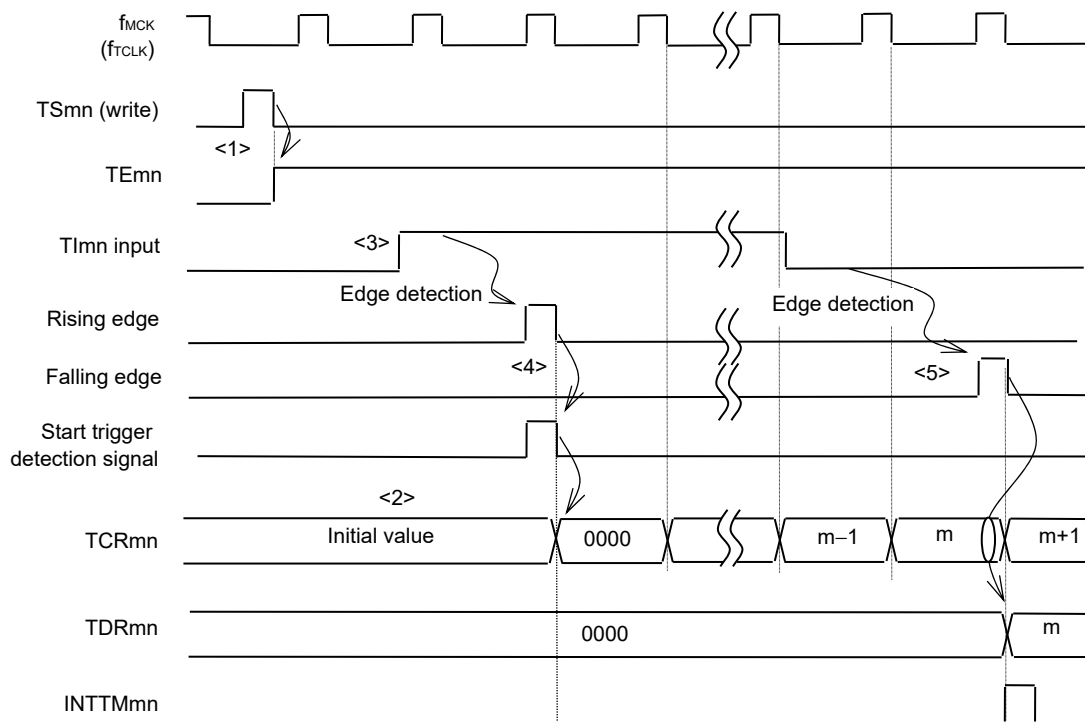 fMCK
(fTCLK)
TSmn (write)
<1>
TEmn
TImn input
<3>
Edge detection
Edge detection
Rising edge
<4>
<5>
Falling edge
Start trigger
detection signal
<2>
TCRmn
Initial value
0000
m−1
m
m+1
TDRmn
0000
m
INTTMmn